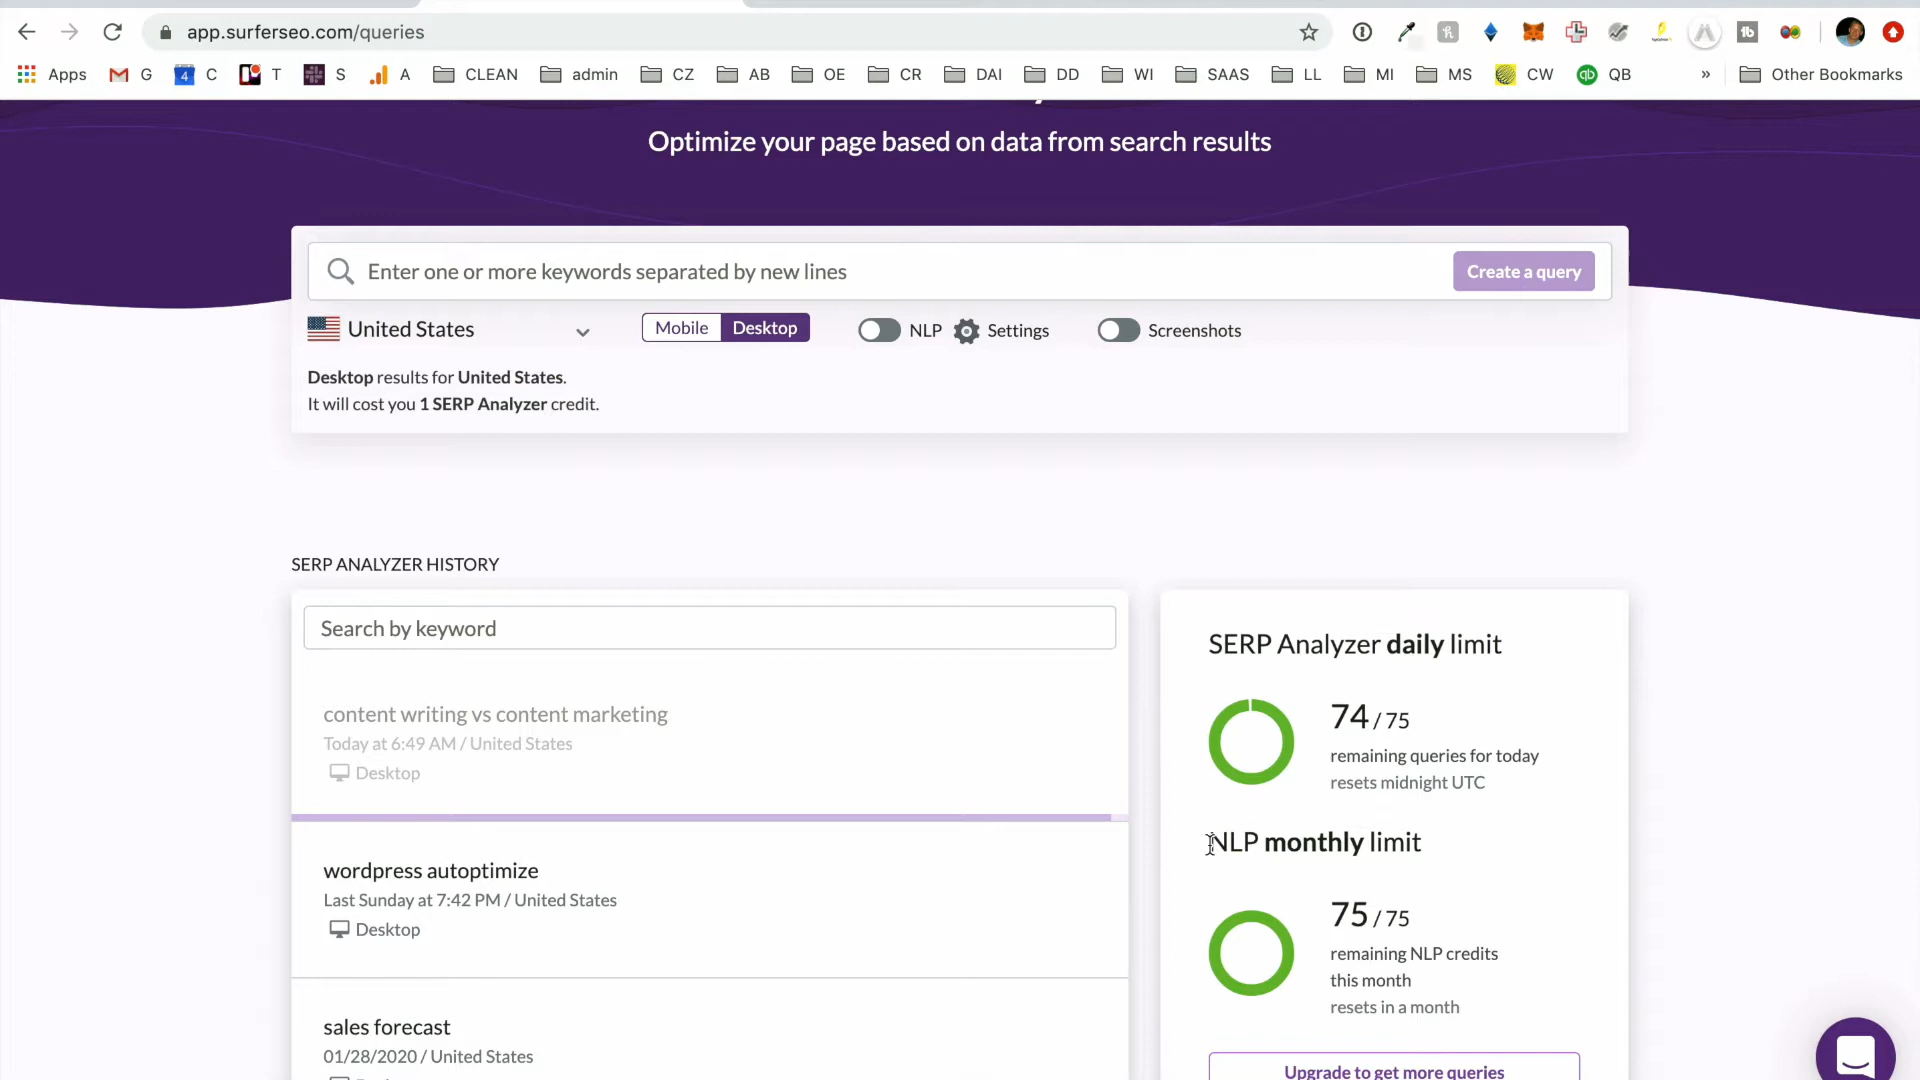 app.surferseo.com/queries
Apps G C T S A CLEAN admin CZ AB OE CR DAI DD WI SAAS LL MI MS CW QB » Other Bookmarks
Optimize your page based on data from search results
Enter one or more keywords separated by new lines
Create a query
United States
Mobile Desktop
NLP Settings
Screenshots
Desktop results for United States.
It will cost you 1 SERP Analyzer credit.
SERP ANALYZER HISTORY
Search by keyword
content writing vs content marketing
Today at 6:49 AM / United States
Desktop
wordpress autoptimize
Last Sunday at 7:42 PM / United States
Desktop
sales forecast
01/28/2020 / United States
SERP Analyzer daily limit
74 / 75
remaining queries for today
resets midnight UTC
NLP monthly limit
75 / 75
remaining NLP credits
this month
resets in a month
Upgrade to get more queries